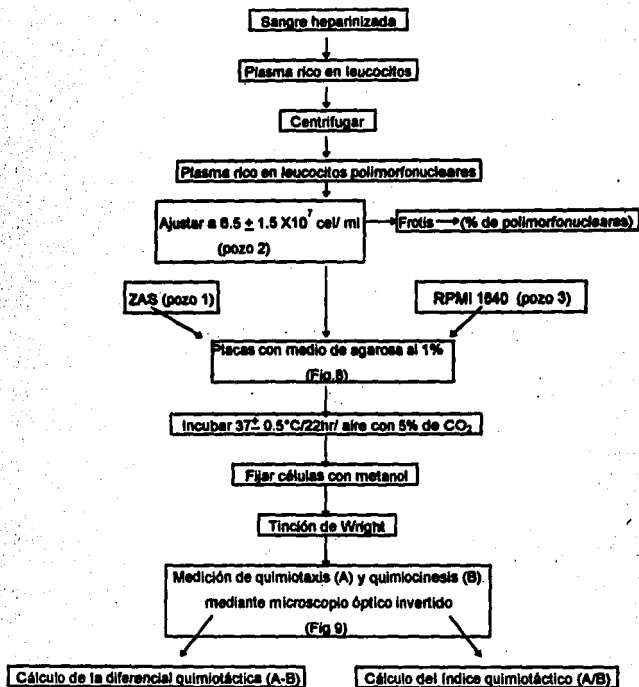 Sangre heparinizada
Plasma rico en leucocitos
Centrifugar
Plasma rico en leucocitos polimorfonucleares
Ajustar a 6.5 ± 1.5 X10⁷ cel/ ml
(pozo 2)
Frotis → (% de polimorfonucleares)
ZAS (pozo 1)
RPMI 1640 (pozo 3)
Placas con medio de agarosa al 1%
(Fig.8)
Incubar 37± 0.5°C/22hr/ aire con 5% de CO₂
Fijar células con metanol
Tinción de Wright
Medición de quimiotaxis (A) y quimiocinesis (B)
mediante microscopio óptico invertido
(Fig 9)
Cálculo de la diferencial quimiotáctica (A-B)
Cálculo del índice quimiotáctico (A/B)